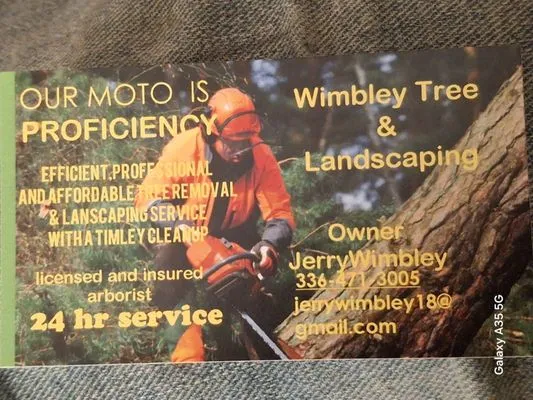 OUR MOTO IS
PROFICIENCY
EFFICIENT,PROFESSIONAL
AND AFFORDABLE TREE REMOVAL
& LANSCAPING SERVICE
WITH A TIMLEY CLEANUP
licensed and insured
arborist
24 hr service
Wimbley Tree
&
Landscaping
Owner
JerryWimbley
336-471 3005
jerrywimbley18@
gmail.com
Galaxy A35 5G